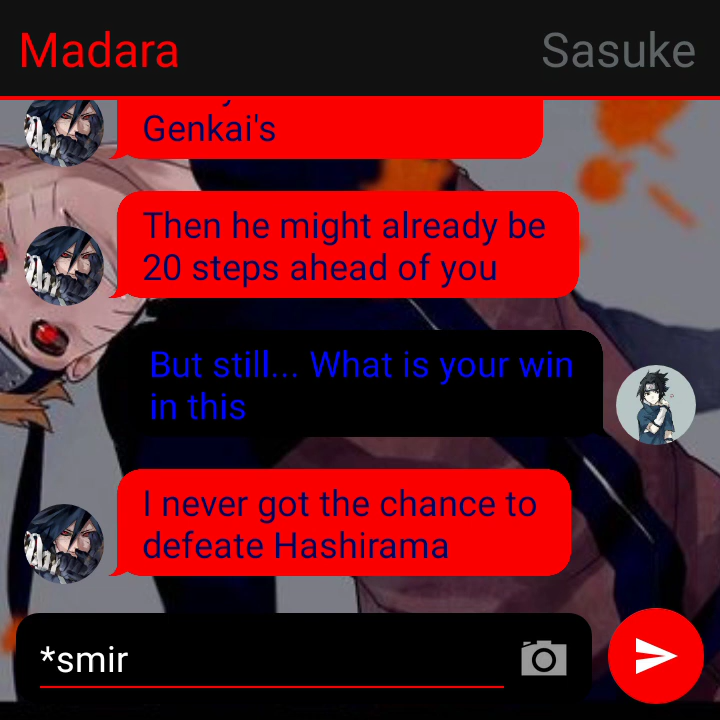 Madara
Sasuke
Genkai's
Then he might already be
20 steps ahead of you
But still... What is your win
in this
I never got the chance to
defeate Hashirama
*smir